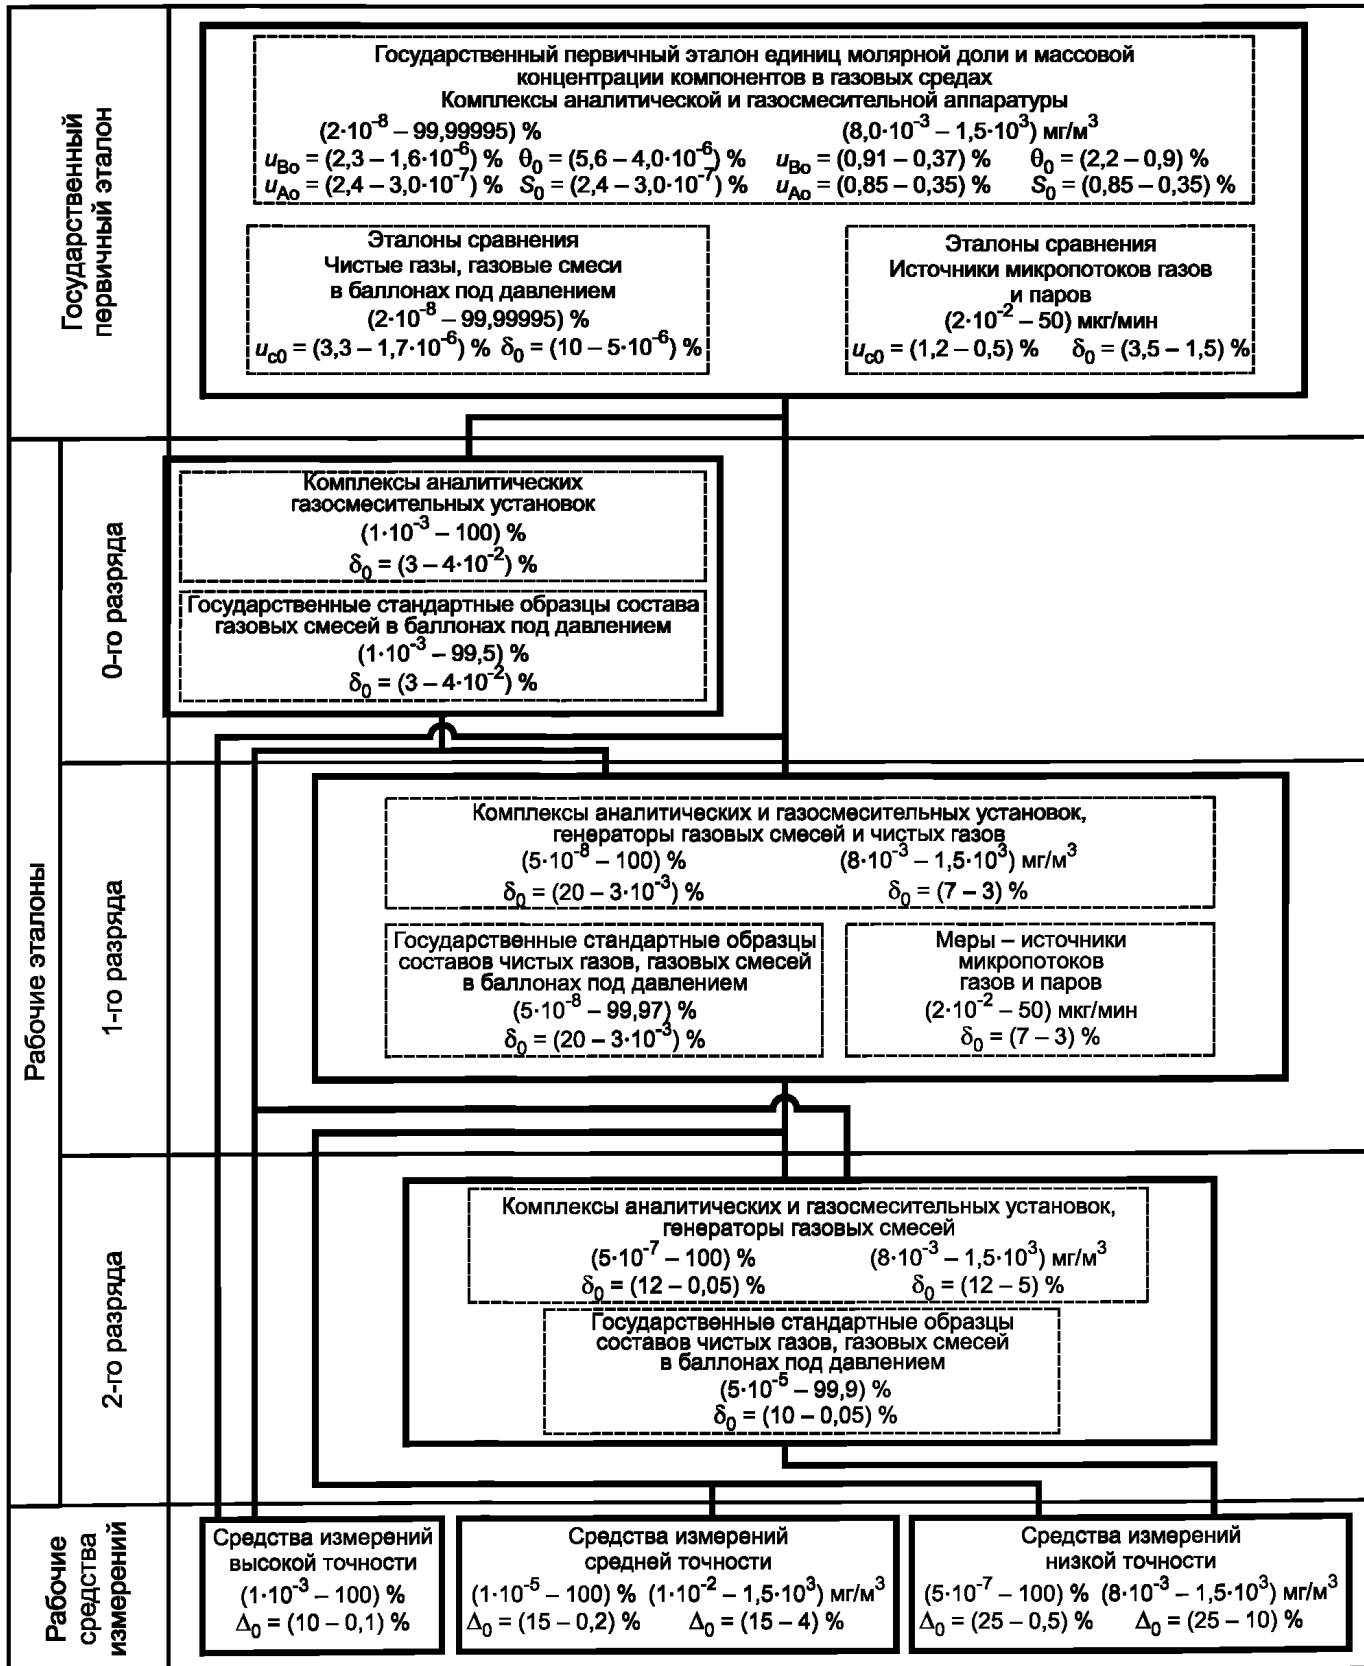 Государственный первичный эталон
Государственный первичный эталон единиц молярной доли и массовой
концентрации компонентов в газовых средах
Комплексы аналитической и газосмесительной аппаратуры
(2·10⁻⁸ – 99,99995) % (8,0·10⁻³ – 1,5·10³) мг/м³
u_Bo = (2,3 – 1,6·10⁻⁶) % θ₀ = (5,6 – 4,0·10⁻⁶) % u_Bo = (0,91 – 0,37) % θ₀ = (2,2 – 0,9) %
u_Ao = (2,4 – 3,0·10⁻⁷) % S₀ = (2,4 – 3,0·10⁻⁷) % u_Ao = (0,85 – 0,35) % S₀ = (0,85 – 0,35) %
Эталоны сравнения
Чистые газы, газовые смеси
в баллонах под давлением
(2·10⁻⁸ – 99,99995) %
u_c0 = (3,3 – 1,7·10⁻⁶) % δ₀ = (10 – 5·10⁻⁶) %
Эталоны сравнения
Источники микропотоков газов
и паров
(2·10⁻² – 50) мкг/мин
u_c0 = (1,2 – 0,5) % δ₀ = (3,5 – 1,5) %
Рабочие эталоны
0-го разряда
Комплексы аналитических
газосмесительных установок
(1·10⁻³ – 100) %
δ₀ = (3 – 4·10⁻²) %
Государственные стандартные образцы состава
газовых смесей в баллонах под давлением
(1·10⁻³ – 99,5) %
δ₀ = (3 – 4·10⁻²) %
1-го разряда
Комплексы аналитических и газосмесительных установок,
генераторы газовых смесей и чистых газов
(5·10⁻⁸ – 100) % (8·10⁻³ – 1,5·10³) мг/м³
δ₀ = (20 – 3·10⁻³) % δ₀ = (7 – 3) %
Государственные стандартные образцы
составов чистых газов, газовых смесей
в баллонах под давлением
(5·10⁻⁸ – 99,97) %
δ₀ = (20 – 3·10⁻³) %
Меры – источники
микропотоков
газов и паров
(2·10⁻² – 50) мкг/мин
δ₀ = (7 – 3) %
2-го разряда
Комплексы аналитических и газосмесительных установок,
генераторы газовых смесей
(5·10⁻⁷ – 100) % (8·10⁻³ – 1,5·10³) мг/м³
δ₀ = (12 – 0,05) % δ₀ = (12 – 5) %
Государственные стандартные образцы
составов чистых газов, газовых смесей
в баллонах под давлением
(5·10⁻⁵ – 99,9) %
δ₀ = (10 – 0,05) %
Рабочие средства измерений
Средства измерений
высокой точности
(1·10⁻³ – 100) %
Δ₀ = (10 – 0,1) %
Средства измерений
средней точности
(1·10⁻⁵ – 100) % (1·10⁻² – 1,5·10³) мг/м³
Δ₀ = (15 – 0,2) % Δ₀ = (15 – 4) %
Средства измерений
низкой точности
(5·10⁻⁷ – 100) % (8·10⁻³ – 1,5·10³) мг/м³
Δ₀ = (25 – 0,5) % Δ₀ = (25 – 10) %